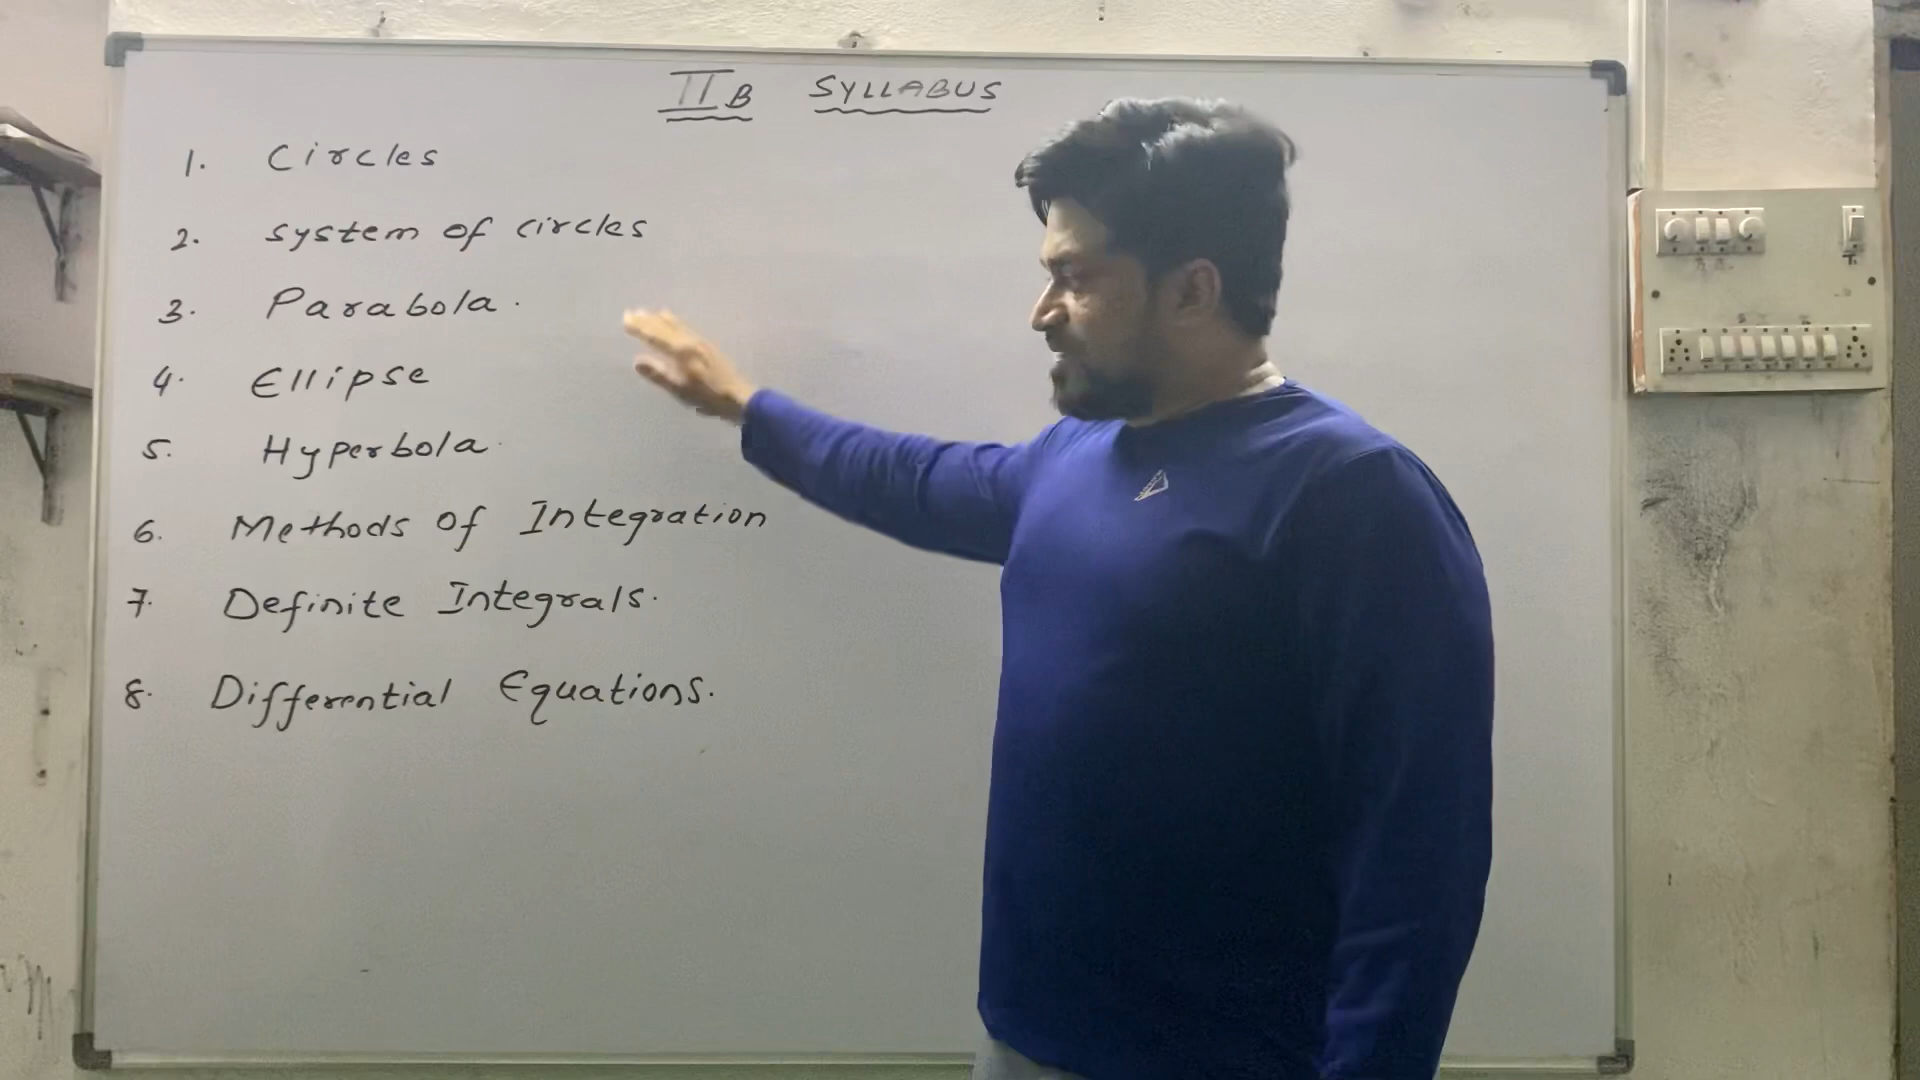 IIB SYLLABUS
1. Circles
2. System of circles
3. Parabola.
4. Ellipse
5. Hyperbola.
6. Methods of Integration
7. Definite Integrals.
8. Differential Equations.